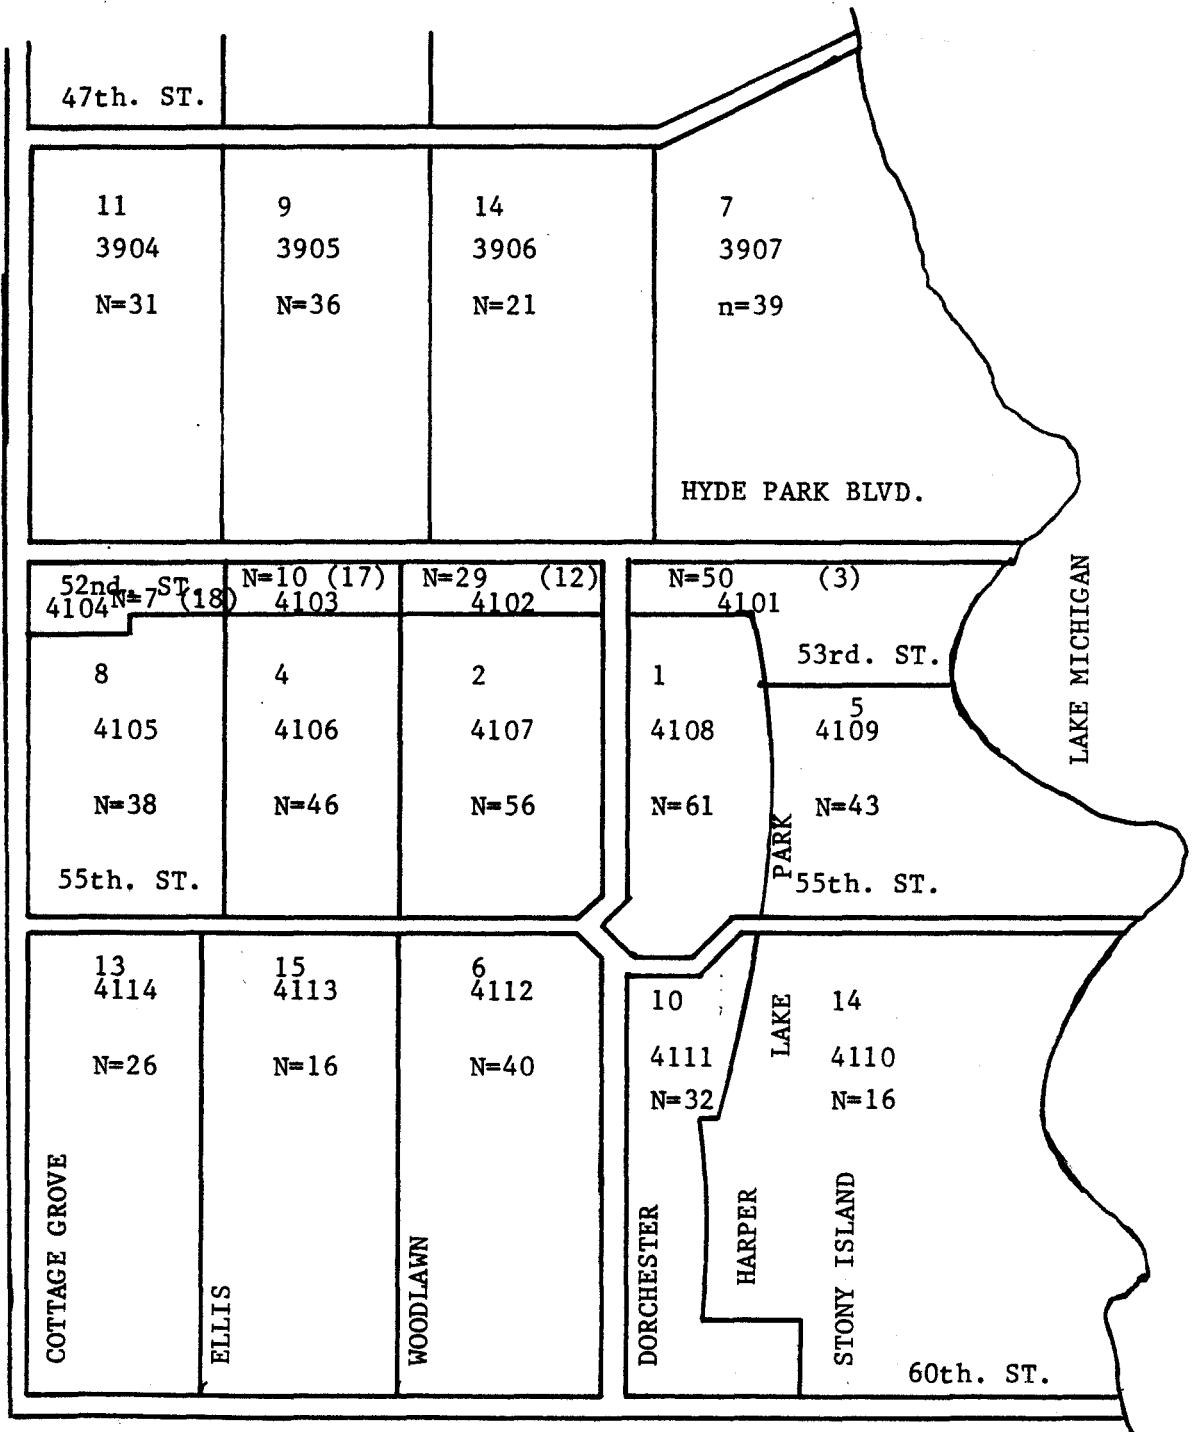 47th. ST.
11
3904
N=31
9
3905
N=36
14
3906
N=21
7
3907
n=39
HYDE PARK BLVD.
52nd. ST.
4104 N=7 (18)
N=10 (17)
4103
N=29 (12)
4102
N=50 (3)
4101
53rd. ST.
LAKE MICHIGAN
8
4105
N=38
4
4106
N=46
2
4107
N=56
1
4108
N=61
5
4109
N=43
55th. ST.
PARK
55th. ST.
13
4114
N=26
15
4113
N=16
6
4112
N=40
10
4111
N=32
LAKE
14
4110
N=16
COTTAGE GROVE
ELLIS
WOODLAWN
DORCHESTER
HARPER
STONY ISLAND
60th. ST.